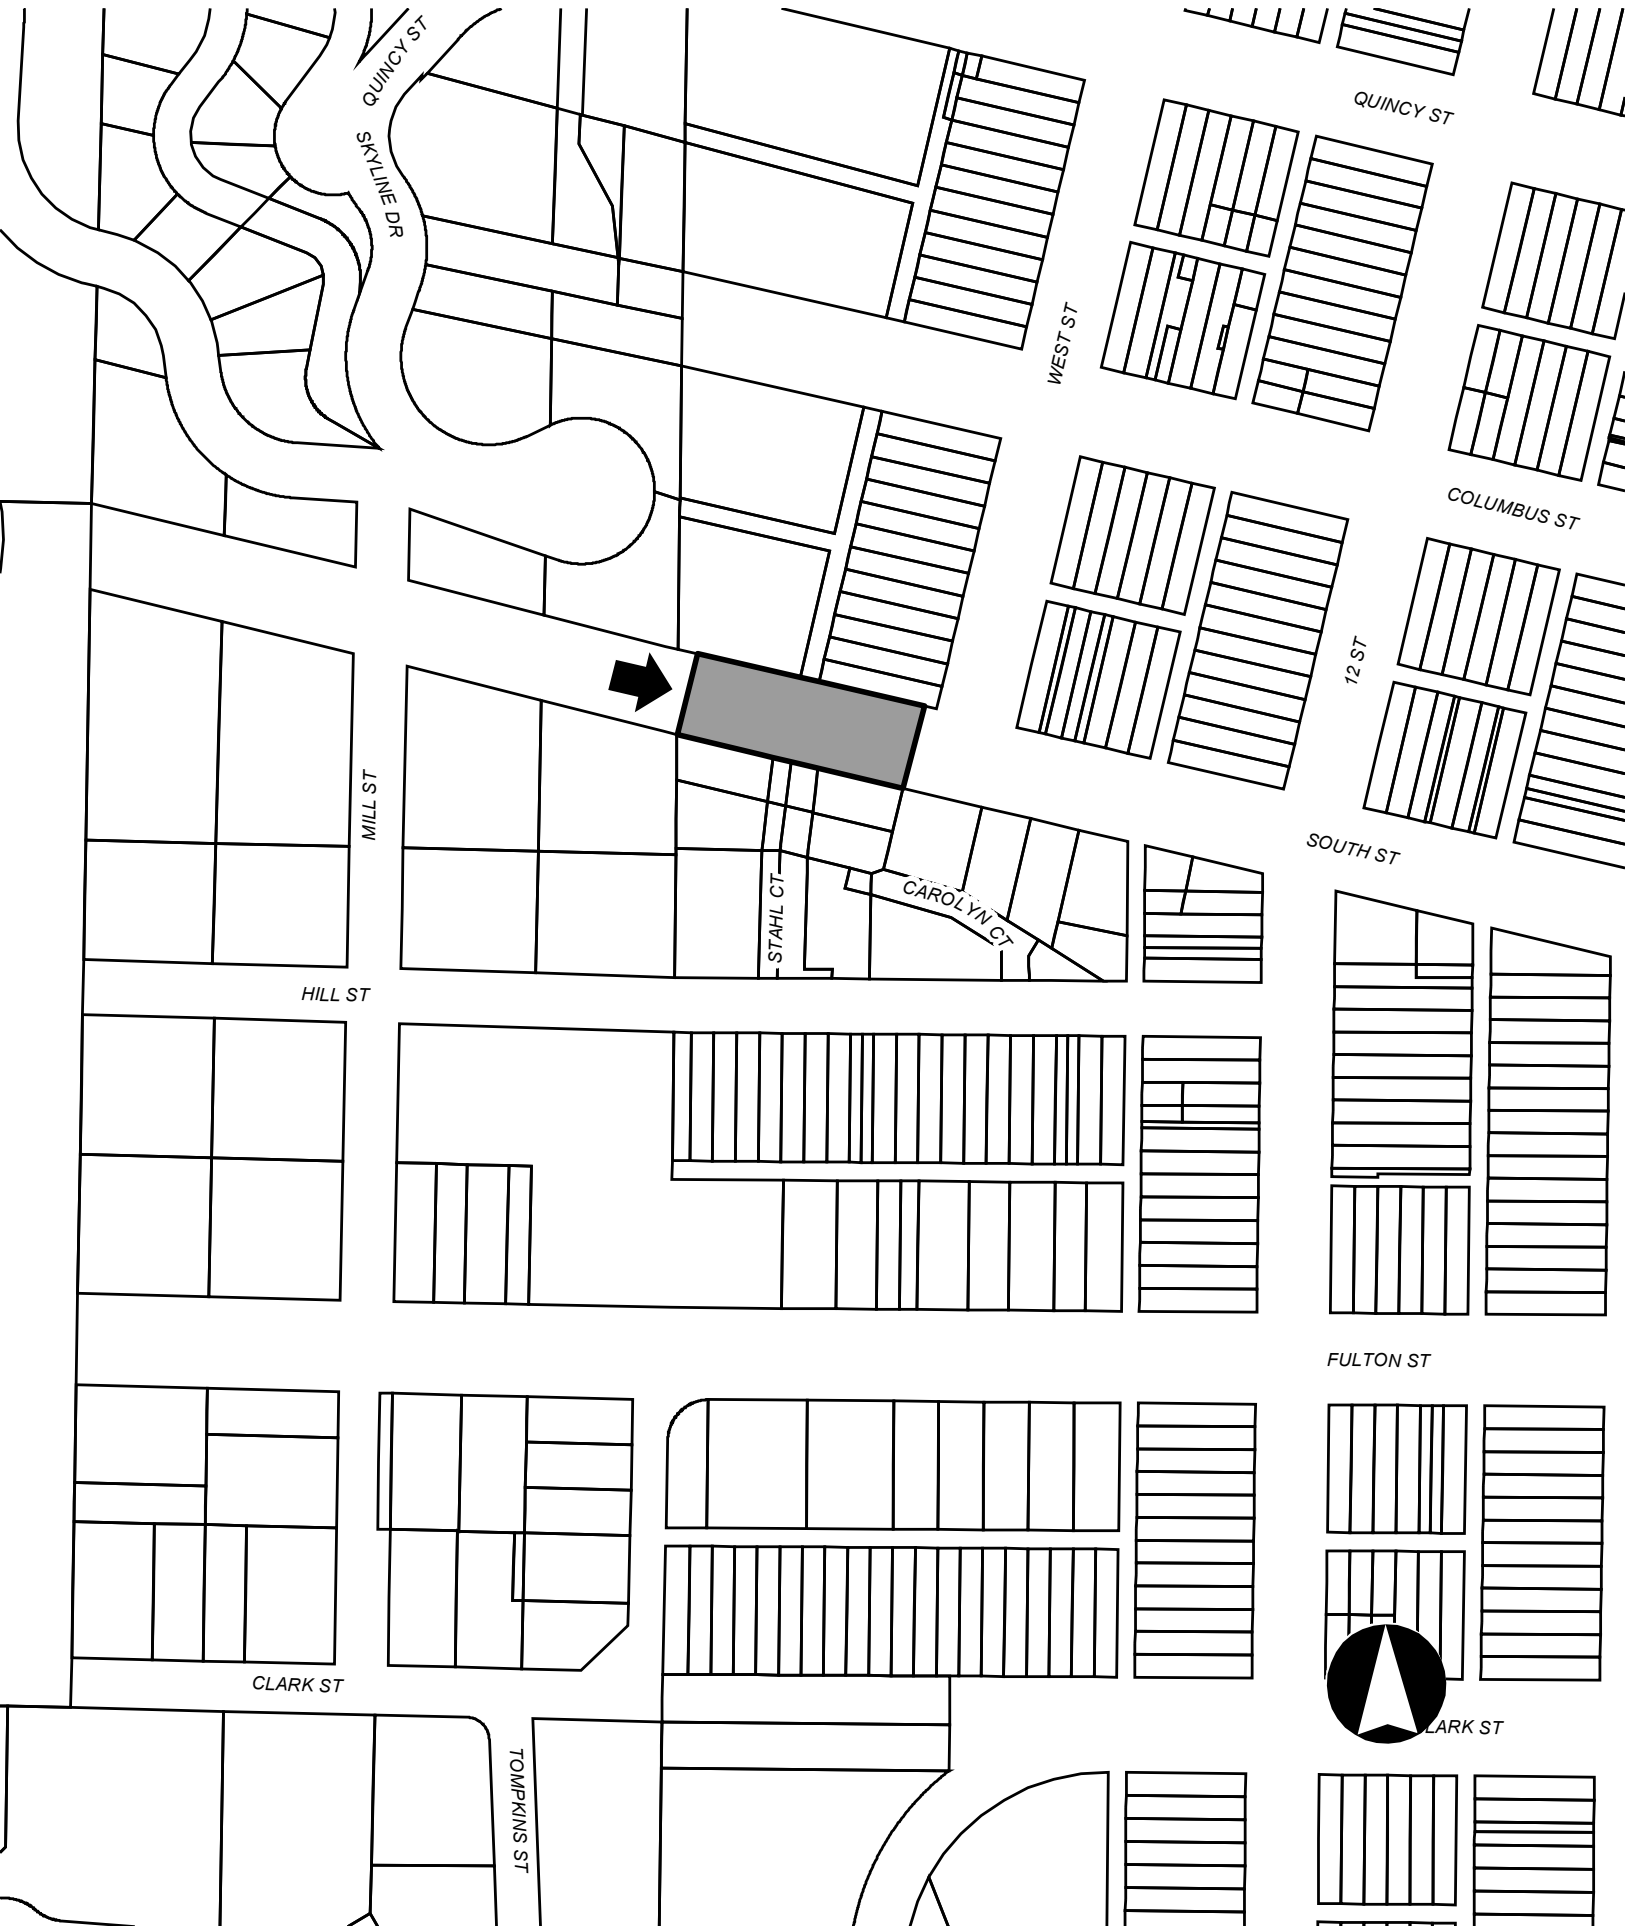 QUINCY ST
QUINCY ST
SKYLINE DR
WEST ST
COLUMBUS ST
12 ST
MILL ST
SOUTH ST
STAHL CT
CAROLYN CT
HILL ST
FULTON ST
CLARK ST
LARK ST
TOMPKINS ST